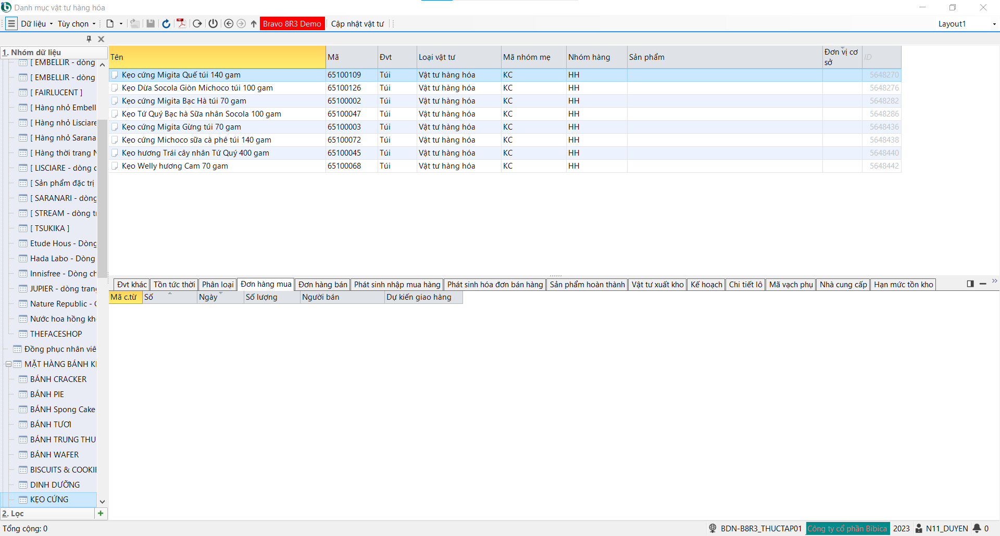 Danh mục vật tư hàng hóa
Dữ liệu Tùy chọn Bravo 8R3 Demo Cập nhật vật tư Layout1
1. Nhóm dữ liệu
[ EMBELLIR - dòng
[ EMBELLIR - dòng
[ FAIRLUCENT ]
[ Hàng nhỏ Embell
[ Hàng nhỏ Lisciare
[ Hàng nhỏ Sarana
[ Hàng thời trang N
[ LISCIARE - dòng c
[ Sản phẩm đặc trị
[ SARANARI - dòng
[ STREAM - dòng tr
[ TSUKIKA ]
Etude Hous - Dòng
Hada Labo - Dòng
Innisfree - Dòng ch
JUPIER - dòng trang
Nature Republic - C
Nước hoa hồng kh
THEFACESHOP
Đồng phục nhân viê
MẶT HÀNG BÁNH K
BÁNH CRACKER
BÁNH PIE
BÁNH Spong Cake
BÁNH TƯƠI
BÁNH TRUNG THU
BÁNH WAFER
BISCUITS & COOKIE
DINH DƯỠNG
KẸO CỨNG
2. Lọc
Tên Mã Đvt Loại vật tư Mã nhóm mẹ Nhóm hàng Sản phẩm Đơn vị cơ sở ID
Kẹo cứng Migita Quế túi 140 gam 65100109 Túi Vật tư hàng hóa KC HH 5648270
Kẹo Dừa Socola Giòn Michoco túi 100 gam 65100126 Túi Vật tư hàng hóa KC HH 5648276
Kẹo cứng Migita Bạc Hà túi 70 gam 65100002 Túi Vật tư hàng hóa KC HH 5648282
Kẹo Tứ Quý Bạc hà Sữa nhân Socola 100 gam 65100047 Túi Vật tư hàng hóa KC HH 5648286
Kẹo cứng Migita Gừng túi 70 gam 65100003 Túi Vật tư hàng hóa KC HH 5648436
Kẹo cứng Michoco sữa cà phê túi 140 gam 65100072 Túi Vật tư hàng hóa KC HH 5648438
Kẹo hương Trái cây nhân Tứ Quý 400 gam 65100045 Túi Vật tư hàng hóa KC HH 5648440
Kẹo Welly hương Cam 70 gam 65100068 Túi Vật tư hàng hóa KC HH 5648442
Đvt khác Tồn tức thời Phân loại Đơn hàng mua Đơn hàng bán Phát sinh nhập mua hàng Phát sinh hóa đơn bán hàng Sản phẩm hoàn thành Vật tư xuất kho Kế hoạch Chi tiết lô Mã vạch phụ Nhà cung cấp Hạn mức tồn kho
Mã c.từ Số Ngày Số lượng Người bán Dự kiến giao hàng
Tổng cộng: 0 BDN-B8R3_THUCTAP01 Công ty cổ phần Bibica 2023 N11_DUYEN 0